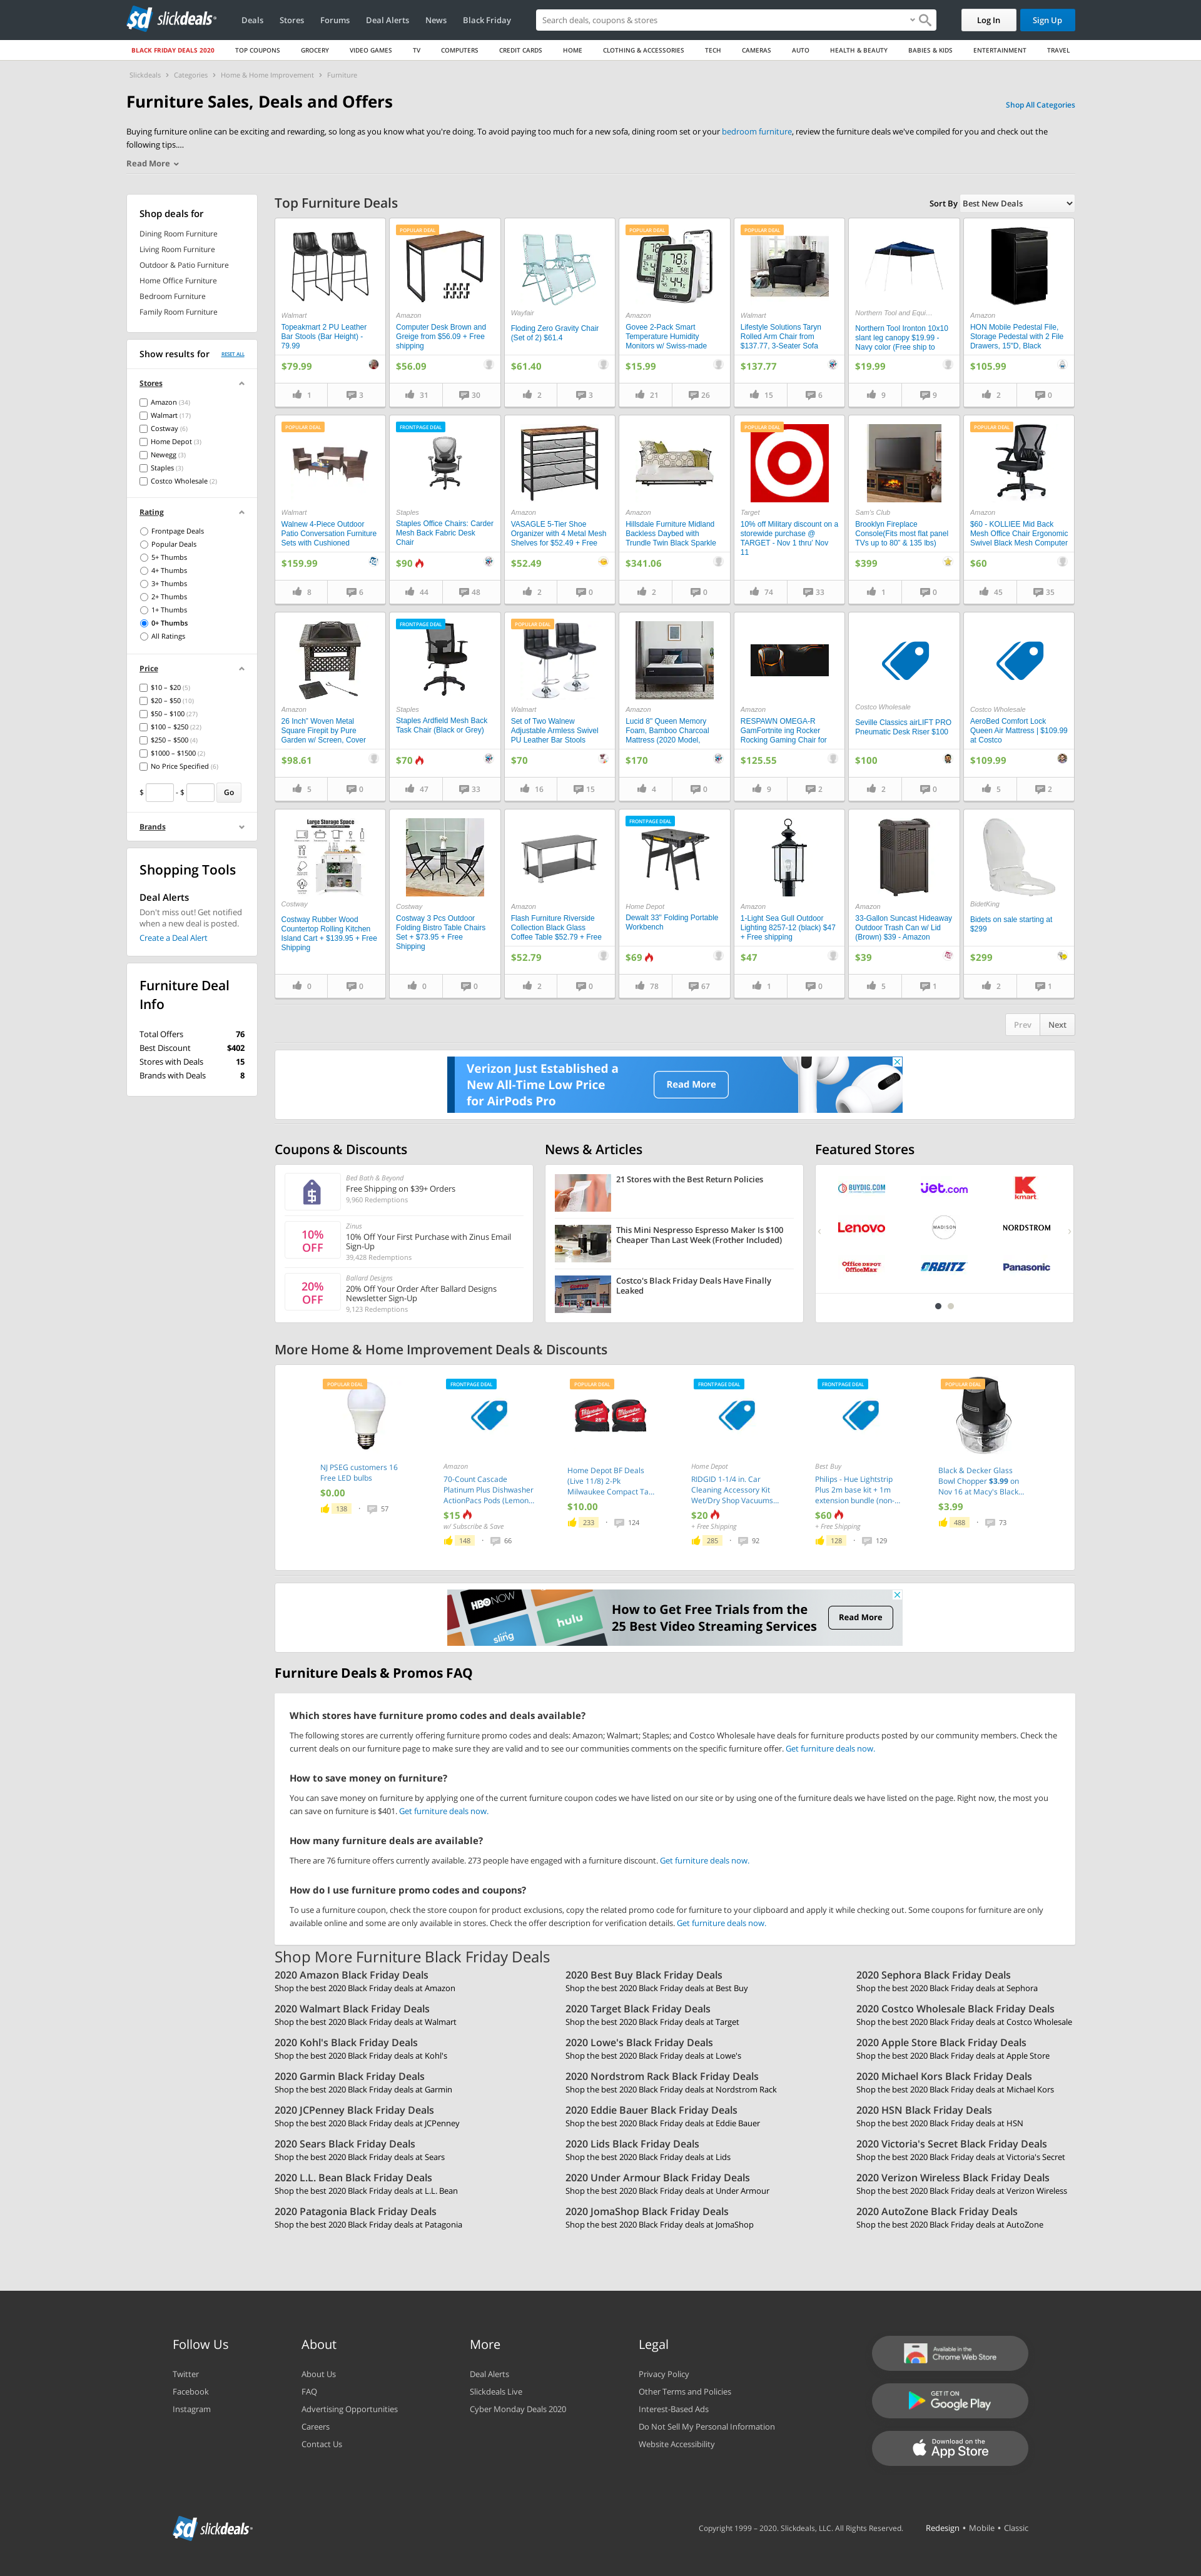 sd slickdeals
Deals Stores Forums Deal Alerts News Black Friday
Search deals, coupons & stores
Log In
Sign Up
BLACK FRIDAY DEALS 2020 TOP COUPONS GROCERY VIDEO GAMES TV COMPUTERS CREDIT CARDS HOME CLOTHING & ACCESSORIES TECH CAMERAS AUTO HEALTH & BEAUTY BABIES & KIDS ENTERTAINMENT TRAVEL
Slickdeals › Categories › Home & Home Improvement › Furniture
Furniture Sales, Deals and Offers
Shop All Categories
Buying furniture online can be exciting and rewarding, so long as you know what you're doing. To avoid paying too much for a new sofa, dining room set or your bedroom furniture, review the furniture deals we've compiled for you and check out the
following tips....
Read More
Shop deals for
Dining Room Furniture
Living Room Furniture
Outdoor & Patio Furniture
Home Office Furniture
Bedroom Furniture
Family Room Furniture
Show results for
RESET ALL
Stores
Amazon (34)
Walmart (17)
Costway (6)
Home Depot (3)
Newegg (3)
Staples (3)
Costco Wholesale (2)
Rating
Frontpage Deals
Popular Deals
5+ Thumbs
4+ Thumbs
3+ Thumbs
2+ Thumbs
1+ Thumbs
0+ Thumbs
All Ratings
Price
$10 – $20 (5)
$20 – $50 (10)
$50 – $100 (27)
$100 – $250 (22)
$250 – $500 (4)
$1000 – $1500 (2)
No Price Specified (6)
$ - $ Go
Brands
Shopping Tools
Deal Alerts
Don't miss out! Get notified
when a new deal is posted.
Create a Deal Alert
Furniture Deal
Info
Total Offers 76
Best Discount $402
Stores with Deals 15
Brands with Deals 8
Top Furniture Deals
Sort By Best New Deals
Walmart
Topeakmart 2 PU Leather
Bar Stools (Bar Height) -
79.99
$79.99
1 3
POPULAR DEAL
Amazon
Computer Desk Brown and
Greige from $56.09 + Free
shipping
$56.09
31 30
Wayfair
Floding Zero Gravity Chair
(Set of 2) $61.4
$61.40
2 3
POPULAR DEAL
Amazon
Govee 2-Pack Smart
Temperature Humidity
Monitors w/ Swiss-made
$15.99
21 26
POPULAR DEAL
Walmart
Lifestyle Solutions Taryn
Rolled Arm Chair from
$137.77, 3-Seater Sofa
$137.77
15 6
Northern Tool and Equi...
Northern Tool Ironton 10x10
slant leg canopy $19.99 -
Navy color (Free ship to
$19.99
9 9
Amazon
HON Mobile Pedestal File,
Storage Pedestal with 2 File
Drawers, 15"D, Black
$105.99
2 0
POPULAR DEAL
Walmart
Walnew 4-Piece Outdoor
Patio Conversation Furniture
Sets with Cushioned
$159.99
8 6
FRONTPAGE DEAL
Staples
Staples Office Chairs: Carder
Mesh Back Fabric Desk
Chair
$90
44 48
Amazon
VASAGLE 5-Tier Shoe
Organizer with 4 Metal Mesh
Shelves for $52.49 + Free
$52.49
2 0
Amazon
Hillsdale Furniture Midland
Backless Daybed with
Trundle Twin Black Sparkle
$341.06
2 0
POPULAR DEAL
Target
10% off Military discount on a
storewide purchase @
TARGET - Nov 1 thru' Nov
11
74 33
Sam's Club
Brooklyn Fireplace
Console(Fits most flat panel
TVs up to 80" & 135 lbs)
$399
1 0
POPULAR DEAL
Amazon
$60 - KOLLIEE Mid Back
Mesh Office Chair Ergonomic
Swivel Black Mesh Computer
$60
45 35
Amazon
26 Inch" Woven Metal
Square Firepit by Pure
Garden w/ Screen, Cover
$98.61
5 0
FRONTPAGE DEAL
Staples
Staples Ardfield Mesh Back
Task Chair (Black or Grey)
$70
47 33
POPULAR DEAL
Walmart
Set of Two Walnew
Adjustable Armless Swivel
PU Leather Bar Stools
$70
16 15
Amazon
Lucid 8" Queen Memory
Foam, Bamboo Charcoal
Mattress (2020 Model,
$170
4 0
Amazon
RESPAWN OMEGA-R
GamFortnite ing Rocker
Rocking Gaming Chair for
$125.55
9 2
Costco Wholesale
Seville Classics airLIFT PRO
Pneumatic Desk Riser $100
$100
2 0
Costco Wholesale
AeroBed Comfort Lock
Queen Air Mattress | $109.99
at Costco
$109.99
5 2
Large Storage Space
Costway
Costway Rubber Wood
Countertop Rolling Kitchen
Island Cart + $139.95 + Free
Shipping
0 0
Costway
Costway 3 Pcs Outdoor
Folding Bistro Table Chairs
Set + $73.95 + Free
Shipping
0 0
Amazon
Flash Furniture Riverside
Collection Black Glass
Coffee Table $52.79 + Free
$52.79
2 0
FRONTPAGE DEAL
Home Depot
Dewalt 33" Folding Portable
Workbench
$69
78 67
Amazon
1-Light Sea Gull Outdoor
Lighting 8257-12 (black) $47
+ Free shipping
$47
1 0
Amazon
33-Gallon Suncast Hideaway
Outdoor Trash Can w/ Lid
(Brown) $39 - Amazon
$39
5 1
BidetKing
Bidets on sale starting at
$299
$299
2 1
Prev Next
Verizon Just Established a
New All-Time Low Price
for AirPods Pro
Read More
Coupons & Discounts
Bed Bath & Beyond
Free Shipping on $39+ Orders
9,960 Redemptions
10%
OFF
Zinus
10% Off Your First Purchase with Zinus Email
Sign-Up
39,428 Redemptions
20%
OFF
Ballard Designs
20% Off Your Order After Ballard Designs
Newsletter Sign-Up
9,123 Redemptions
News & Articles
21 Stores with the Best Return Policies
This Mini Nespresso Espresso Maker Is $100
Cheaper Than Last Week (Frother Included)
Costco's Black Friday Deals Have Finally
Leaked
Featured Stores
BUYDIG.COM jet.com Kmart
Lenovo MADISON NORDSTROM
Office DEPOT OfficeMax ORBITZ Panasonic
More Home & Home Improvement Deals & Discounts
POPULAR DEAL
NJ PSEG customers 16
Free LED bulbs
$0.00
138 57
FRONTPAGE DEAL
Amazon
70-Count Cascade
Platinum Plus Dishwasher
ActionPacs Pods (Lemon...
$15
w/ Subscribe & Save
148 66
POPULAR DEAL
Home Depot BF Deals
(Live 11/8) 2-Pk
Milwaukee Compact Ta...
$10.00
233 124
FRONTPAGE DEAL
Home Depot
RIDGID 1-1/4 in. Car
Cleaning Accessory Kit
Wet/Dry Shop Vacuums...
$20
+ Free Shipping
285 92
FRONTPAGE DEAL
Best Buy
Philips - Hue Lightstrip
Plus 2m base kit + 1m
extension bundle (non-...
$60
+ Free Shipping
128 129
POPULAR DEAL
Black & Decker Glass
Bowl Chopper $3.99 on
Nov 16 at Macy's Black...
$3.99
488 73
HBO NOW
sling
hulu
How to Get Free Trials from the
25 Best Video Streaming Services
Read More
Furniture Deals & Promos FAQ
Which stores have furniture promo codes and deals available?
The following stores are currently offering furniture promo codes and deals: Amazon; Walmart; Staples; and Costco Wholesale have deals for furniture products posted by our community members. Check the
current deals on our furniture page to make sure they are valid and to see our communities comments on the specific furniture offer. Get furniture deals now.
How to save money on furniture?
You can save money on furniture by applying one of the current furniture coupon codes we have listed on our site or by using one of the furniture deals we have listed on the page. Right now, the most you
can save on furniture is $401. Get furniture deals now.
How many furniture deals are available?
There are 76 furniture offers currently available. 273 people have engaged with a furniture discount. Get furniture deals now.
How do I use furniture promo codes and coupons?
To use a furniture coupon, check the store coupon for product exclusions, copy the related promo code for furniture to your clipboard and apply it while checking out. Some coupons for furniture are only
available online and some are only available in stores. Check the offer description for verification details. Get furniture deals now.
Shop More Furniture Black Friday Deals
2020 Amazon Black Friday Deals
Shop the best 2020 Black Friday deals at Amazon
2020 Best Buy Black Friday Deals
Shop the best 2020 Black Friday deals at Best Buy
2020 Sephora Black Friday Deals
Shop the best 2020 Black Friday deals at Sephora
2020 Walmart Black Friday Deals
Shop the best 2020 Black Friday deals at Walmart
2020 Target Black Friday Deals
Shop the best 2020 Black Friday deals at Target
2020 Costco Wholesale Black Friday Deals
Shop the best 2020 Black Friday deals at Costco Wholesale
2020 Kohl's Black Friday Deals
Shop the best 2020 Black Friday deals at Kohl's
2020 Lowe's Black Friday Deals
Shop the best 2020 Black Friday deals at Lowe's
2020 Apple Store Black Friday Deals
Shop the best 2020 Black Friday deals at Apple Store
2020 Garmin Black Friday Deals
Shop the best 2020 Black Friday deals at Garmin
2020 Nordstrom Rack Black Friday Deals
Shop the best 2020 Black Friday deals at Nordstrom Rack
2020 Michael Kors Black Friday Deals
Shop the best 2020 Black Friday deals at Michael Kors
2020 JCPenney Black Friday Deals
Shop the best 2020 Black Friday deals at JCPenney
2020 Eddie Bauer Black Friday Deals
Shop the best 2020 Black Friday deals at Eddie Bauer
2020 HSN Black Friday Deals
Shop the best 2020 Black Friday deals at HSN
2020 Sears Black Friday Deals
Shop the best 2020 Black Friday deals at Sears
2020 Lids Black Friday Deals
Shop the best 2020 Black Friday deals at Lids
2020 Victoria's Secret Black Friday Deals
Shop the best 2020 Black Friday deals at Victoria's Secret
2020 L.L. Bean Black Friday Deals
Shop the best 2020 Black Friday deals at L.L. Bean
2020 Under Armour Black Friday Deals
Shop the best 2020 Black Friday deals at Under Armour
2020 Verizon Wireless Black Friday Deals
Shop the best 2020 Black Friday deals at Verizon Wireless
2020 Patagonia Black Friday Deals
Shop the best 2020 Black Friday deals at Patagonia
2020 JomaShop Black Friday Deals
Shop the best 2020 Black Friday deals at JomaShop
2020 AutoZone Black Friday Deals
Shop the best 2020 Black Friday deals at AutoZone
Follow Us
Twitter
Facebook
Instagram
About
About Us
FAQ
Advertising Opportunities
Careers
Contact Us
More
Deal Alerts
Slickdeals Live
Cyber Monday Deals 2020
Legal
Privacy Policy
Other Terms and Policies
Interest-Based Ads
Do Not Sell My Personal Information
Website Accessibility
Available in the
Chrome Web Store
GET IT ON
Google Play
Download on the
App Store
sd slickdeals
Copyright 1999 – 2020. Slickdeals, LLC. All Rights Reserved.
Redesign • Mobile • Classic